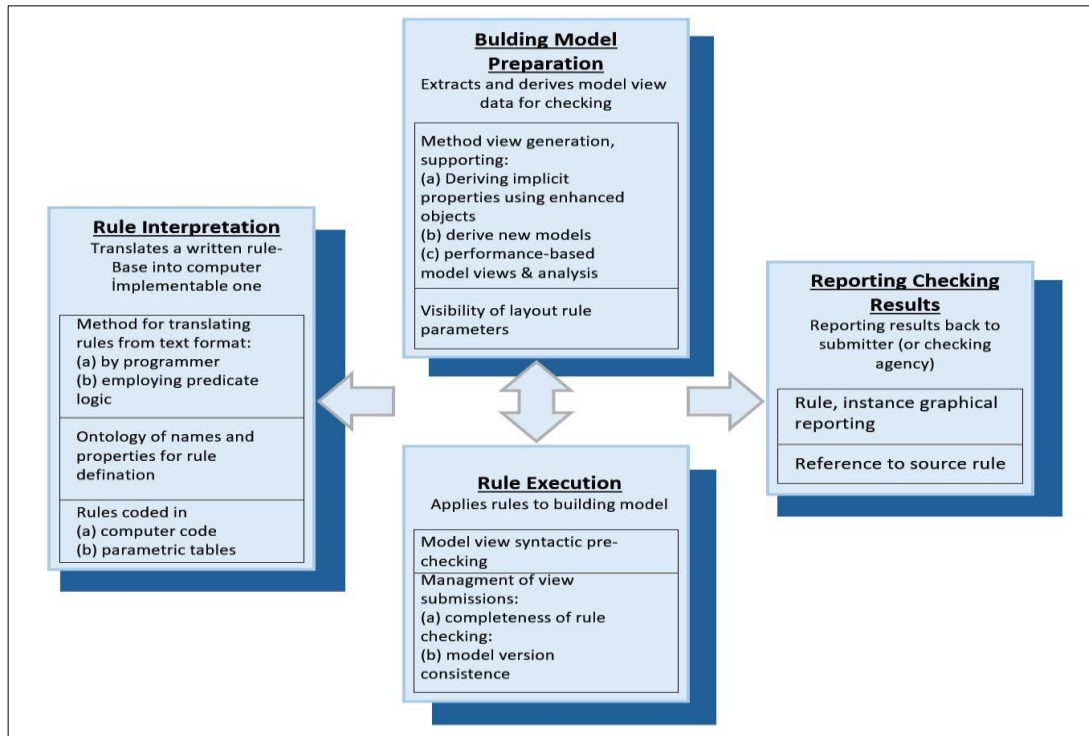 Bulding Model
Preparation
Extracts and derives model view
data for checking
Method view generation,
supporting:
(a) Deriving implicit
properties using enhanced
objects
(b) derive new models
(c) performance-based
model views & analysis
Visibility of layout rule
parameters
Rule Interpretation
Translates a written rule-
Base into computer
İmplementable one
Method for translating
rules from text format:
(a) by programmer
(b) employing predicate
logic
Ontology of names and
properties for rule
defination
Rules coded in
(a) computer code
(b) parametric tables
Rule Execution
Applies rules to building model
Model view syntactic pre-
checking
Managment of view
submissions:
(a) completeness of rule
checking:
(b) model version
consistence
Reporting Checking
Results
Reporting results back to
submitter (or checking
agency)
Rule, instance graphical
reporting
Reference to source rule